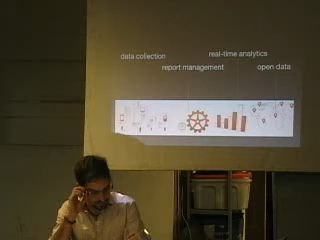 data collection
real-time analytics
report management
open data